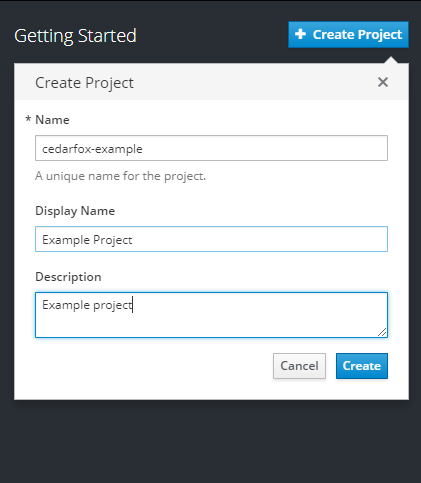 Getting Started
+ Create Project
Create Project ×
* Name
cedarfox-example
A unique name for the project.
Display Name
Example Project
Description
Example project
Cancel Create